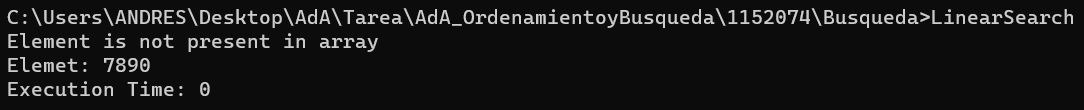 C:\Users\ANDRES\Desktop\AdA\Tarea\AdA_OrdenamientoyBusqueda\1152074\Busqueda>LinearSearch
Element is not present in array
Elemet: 7890
Execution Time: 0